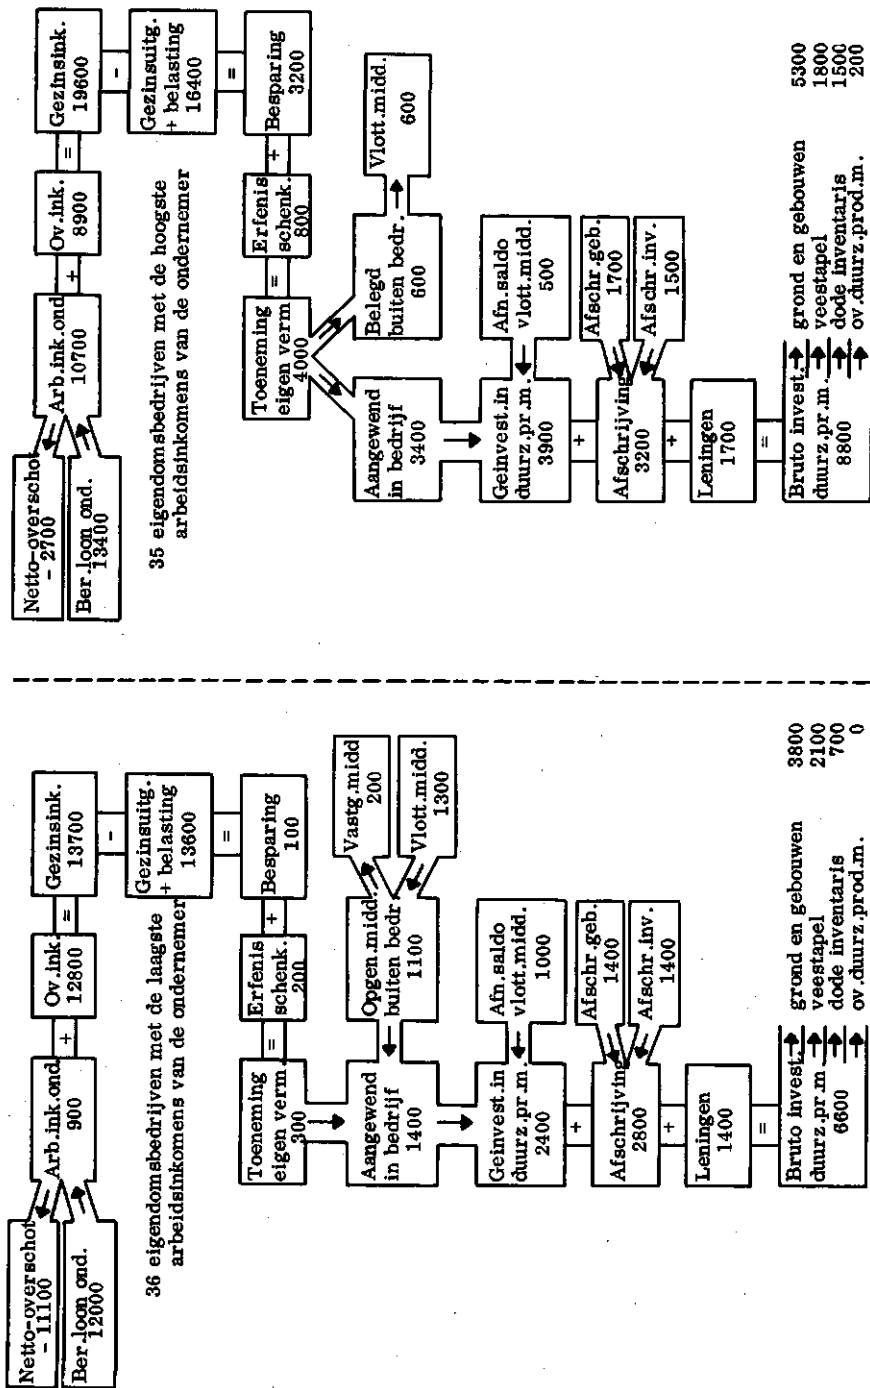 Netto-overschot
- 11100
Ber.loon ond.
12000
Arb.ink.ond
900
+
Ov.ink.
12800
=
Gezinsink.
13700
-
Gezinsuitg.
+ belasting
13600
=
Besparing
100
+
Erfenis
schenk.
200
=
Toeneming
eigen verm.
300
36 eigendomsbedrijven met de laagste
arbeidsinkomens van de ondernemer
Aangewend
in bedrijf
1400
Opgen.midd.
buiten bedr.
1100
Vastg.midd
200
Vlott.midd.
1300
Geinvest.in
duurz.pr.m.
2400
Afn.saldo
vlott.midd.
1000
+
Afschrijving
2800
Afschr.geb.
1400
Afschr.inv.
1400
+
Leningen
1400
=
Bruto invest.
duurz.pr.m.
6600
grond en gebouwen 3800
veestapel 2100
dode inventaris 700
ov.duurz.prod.m. 0
Netto-overschot
- 2700
Ber.loon ond.
13400
Arb.ink.ond
10700
+
Ov.ink.
8900
=
Gezinsink.
19600
-
Gezinsuitg.
+ belasting
16400
=
Besparing
3200
+
Erfenis
schenk.
800
=
Toeneming
eigen verm
4000
35 eigendomsbedrijven met de hoogste
arbeidsinkomens van de ondernemer
Aangewend
in bedrijf
3400
Belegd
buiten bedr.
600
Vlott.midd.
600
Geinvest.in
duurz.pr.m.
3900
Afn.saldo
vlott.midd.
500
+
Afschrijving
3200
Afschr.geb.
1700
Afschr.inv.
1500
+
Leningen
1700
=
Bruto invest.
duurz.pr.m.
8800
grond en gebouwen 5300
veestapel 1800
dode inventaris 1500
ov.duurz.prod.m. 200